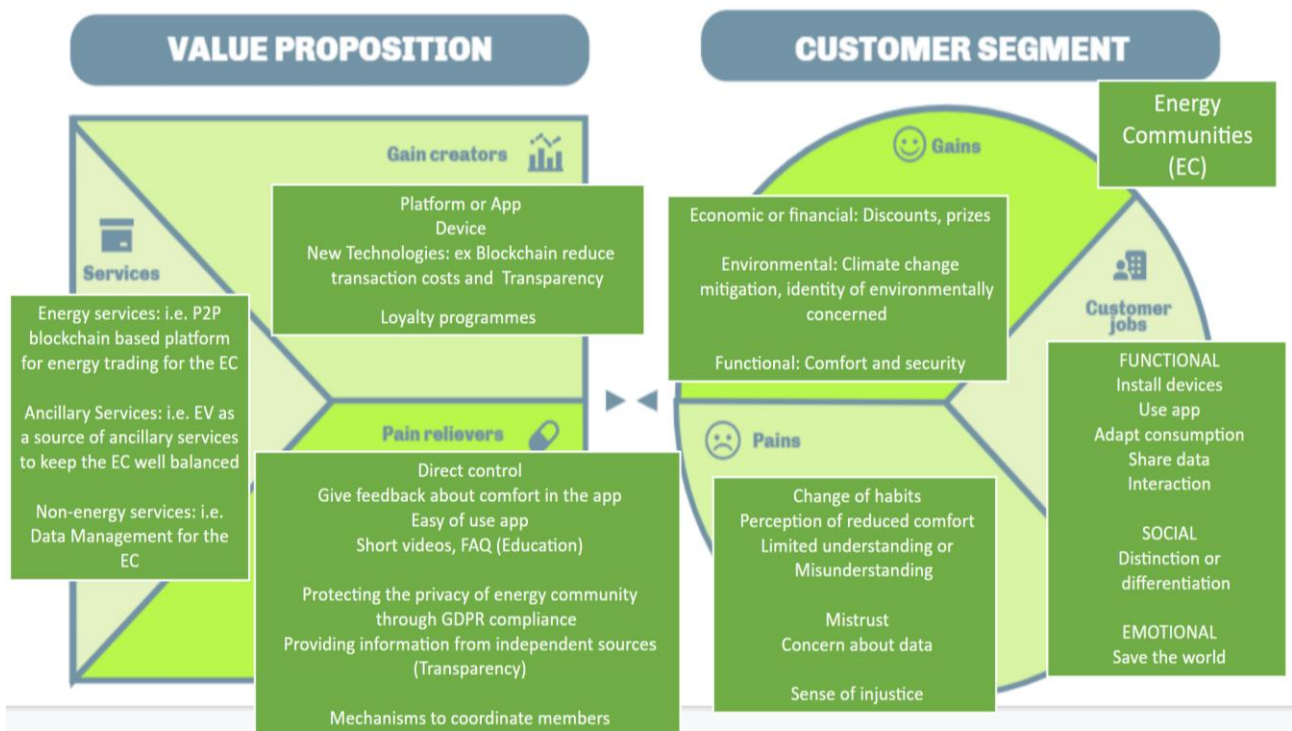 VALUE PROPOSITION
Gain creators
Platform or App
Device
New Technologies: ex Blockchain reduce
transaction costs and Transparency
Loyalty programmes
Services
Energy services: i.e. P2P
blockchain based platform
for energy trading for the EC
Ancillary Services: i.e. EV as
a source of ancillary services
to keep the EC well balanced
Non-energy services: i.e.
Data Management for the
EC
Pain relievers
Direct control
Give feedback about comfort in the app
Easy of use app
Short videos, FAQ (Education)
Protecting the privacy of energy community
through GDPR compliance
Providing information from independent sources
(Transparency)
Mechanisms to coordinate members
CUSTOMER SEGMENT
Energy
Communities
(EC)
Gains
Economic or financial: Discounts, prizes
Environmental: Climate change
mitigation, identity of environmentally
concerned
Functional: Comfort and security
Customer
jobs
FUNCTIONAL
Install devices
Use app
Adapt consumption
Share data
Interaction
SOCIAL
Distinction or
differentiation
EMOTIONAL
Save the world
Pains
Change of habits
Perception of reduced comfort
Limited understanding or
Misunderstanding
Mistrust
Concern about data
Sense of injustice